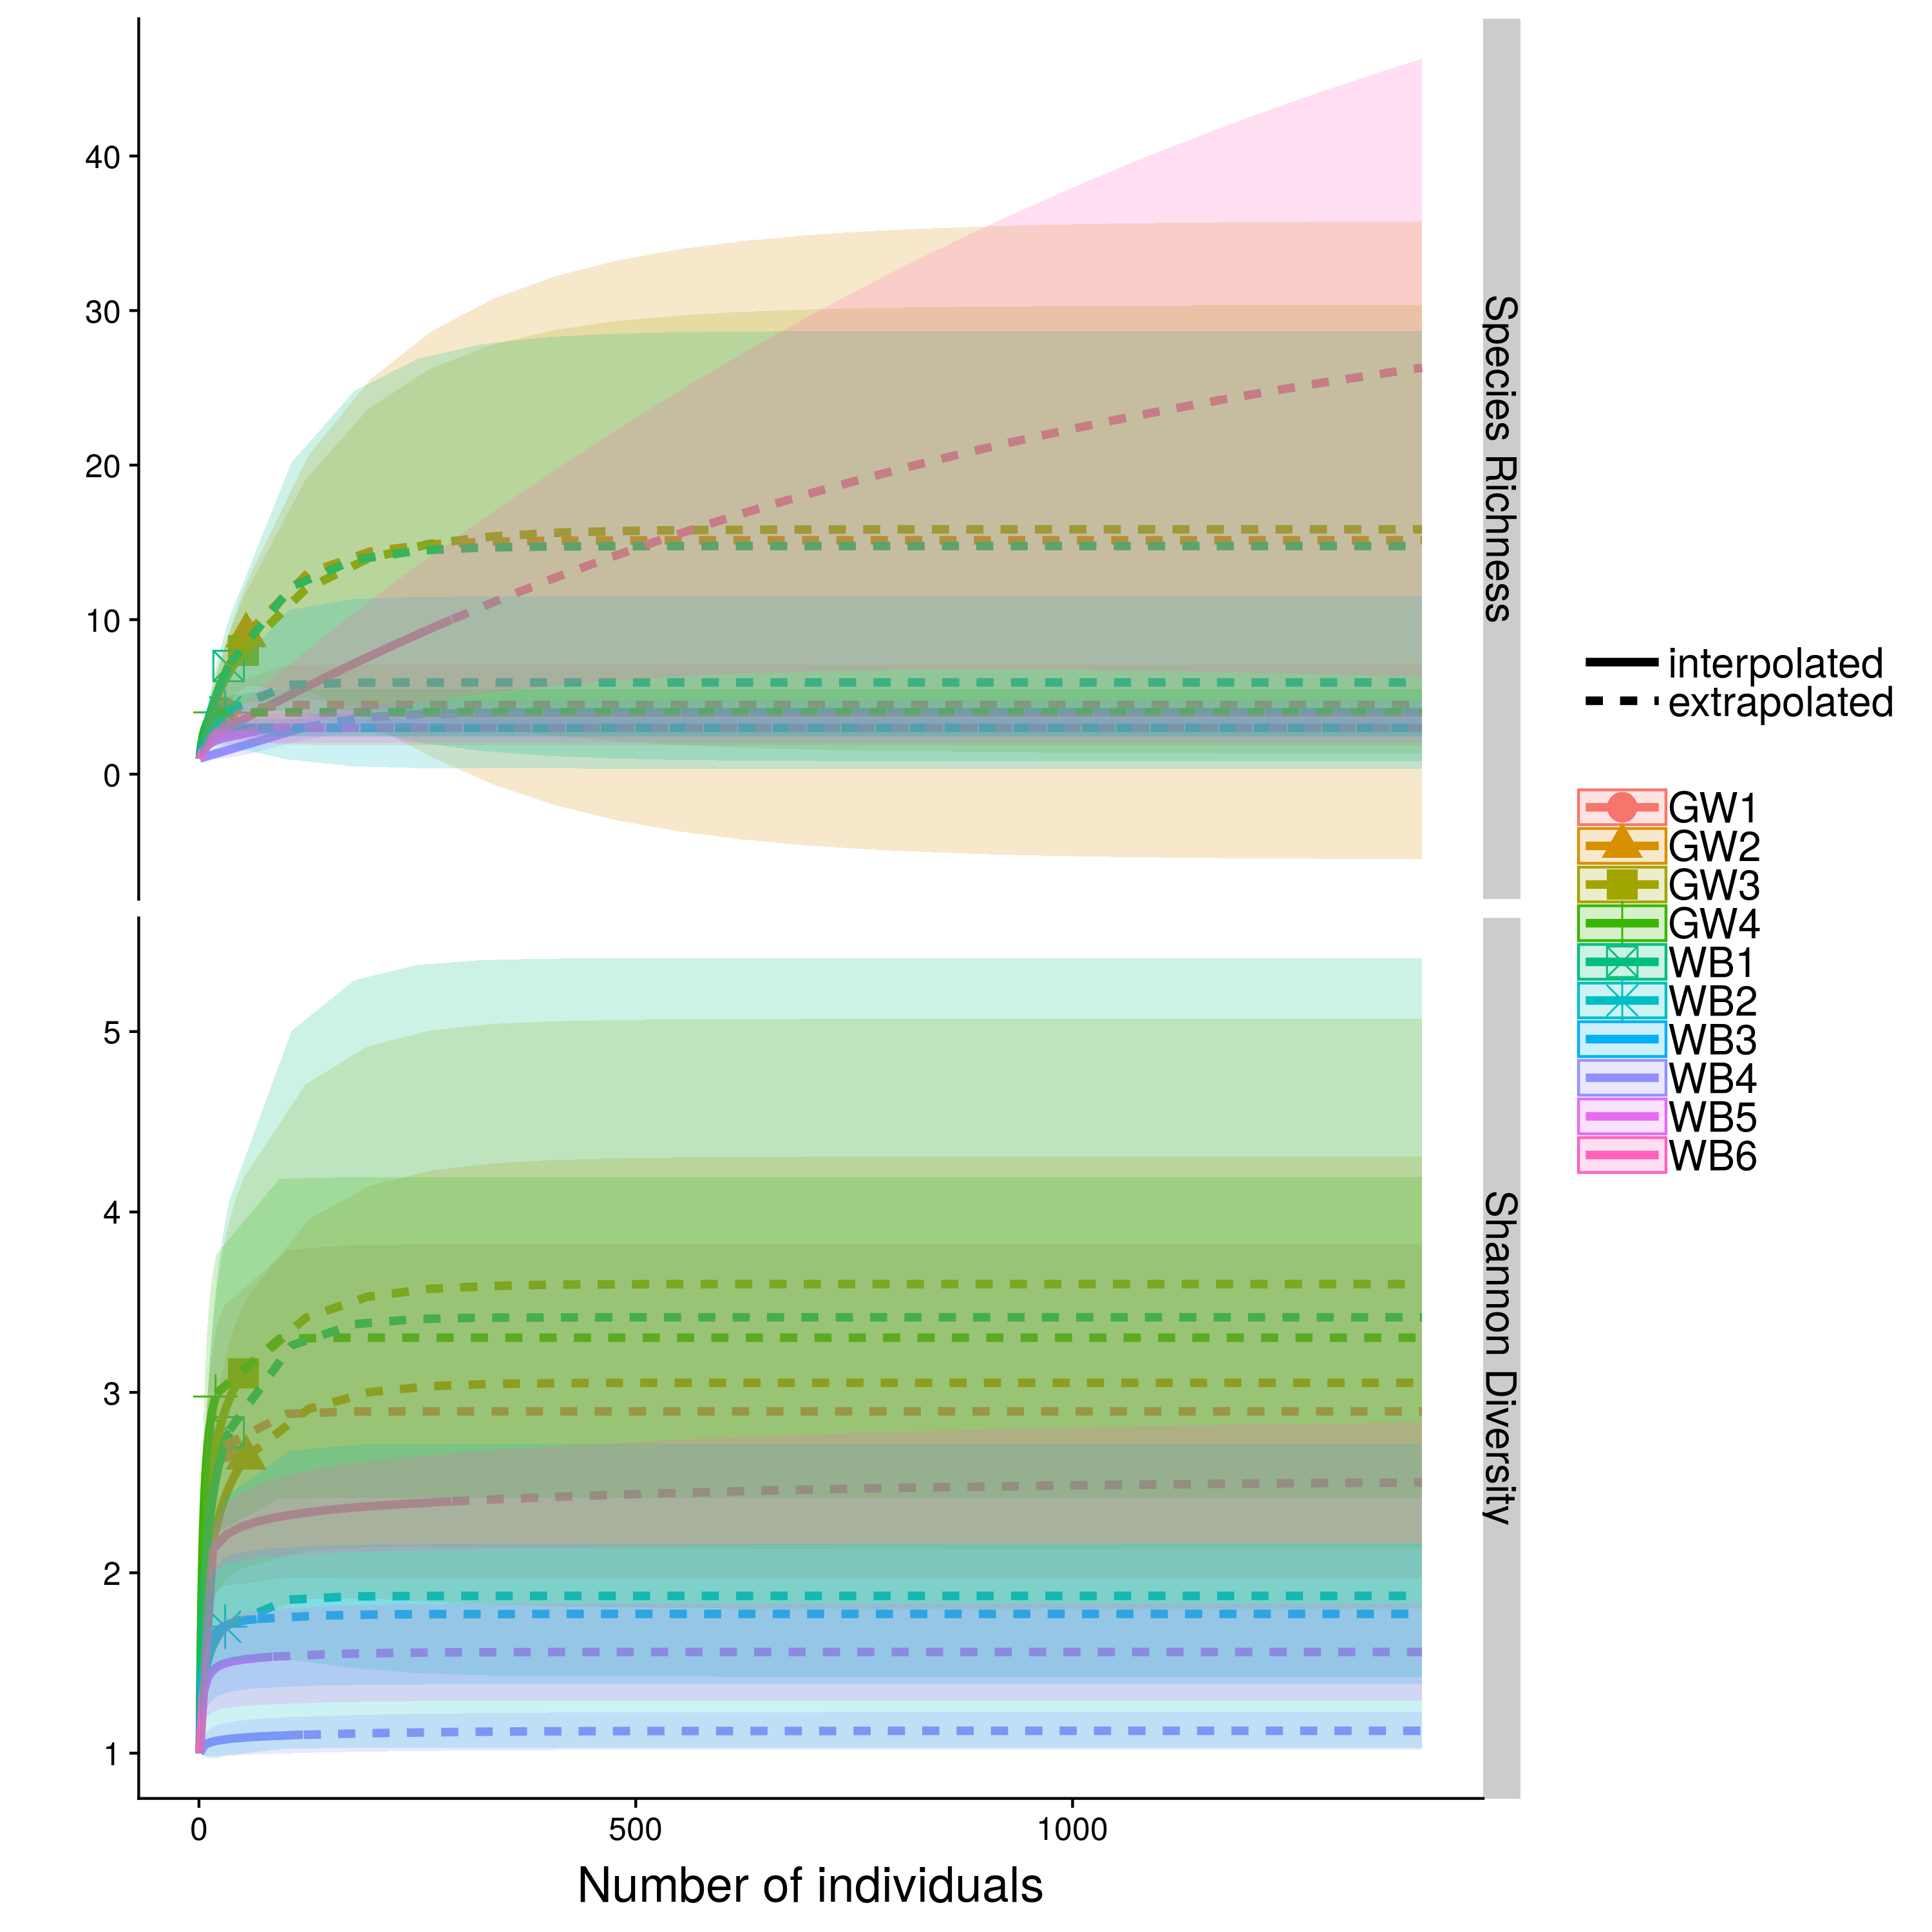 40
30
20
10
0
Species Richness
5
4
3
2
1
Shannon Diversity
0
500
1000
Number of individuals
interpolated
extrapolated
GW1
GW2
GW3
GW4
WB1
WB2
WB3
WB4
WB5
WB6